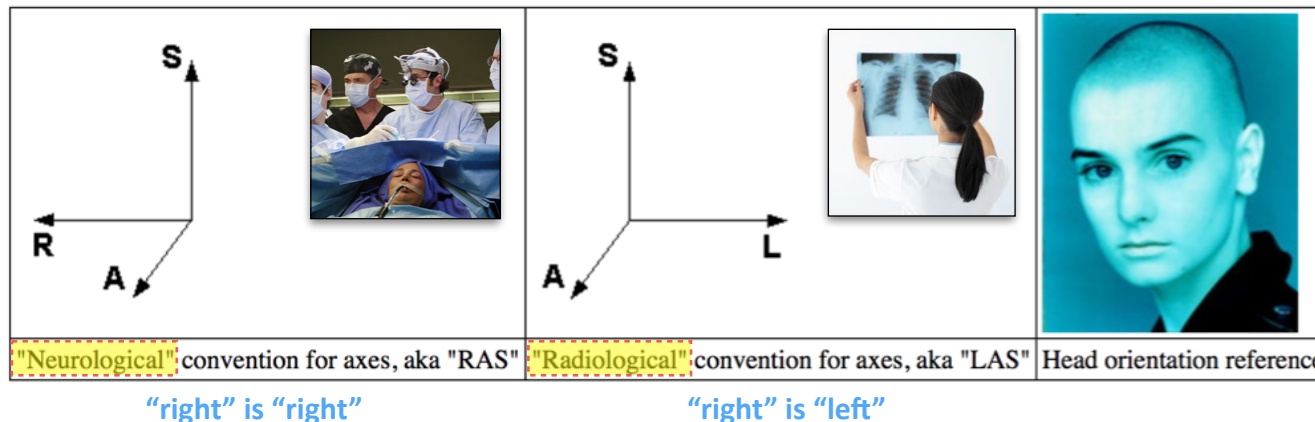 S
R
A
S
L
A
"Neurological" convention for axes, aka "RAS"
"Radiological" convention for axes, aka "LAS"
Head orientation reference
“right” is “right”
“right” is “left”